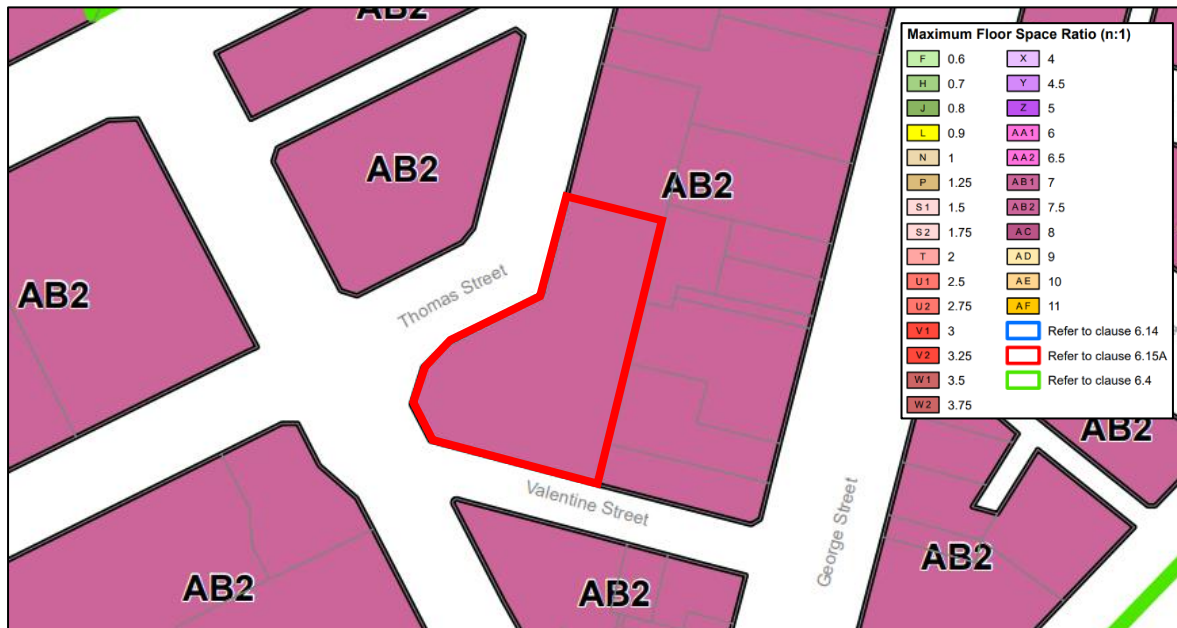 AB2
Maximum Floor Space Ratio (n:1)
F 0.6
H 0.7
J 0.8
L 0.9
N 1
P 1.25
S1 1.5
S2 1.75
T 2
U1 2.5
U2 2.75
V1 3
V2 3.25
W1 3.5
W2 3.75
X 4
Y 4.5
Z 5
AA1 6
AA2 6.5
AB1 7
AB2 7.5
AC 8
AD 9
AE 10
AF 11
Refer to clause 6.14
Refer to clause 6.15A
Refer to clause 6.4
AB2
AB2
AB2
Thomas Street
AB2
Valentine Street
George Street
AB2
AB2
AB2